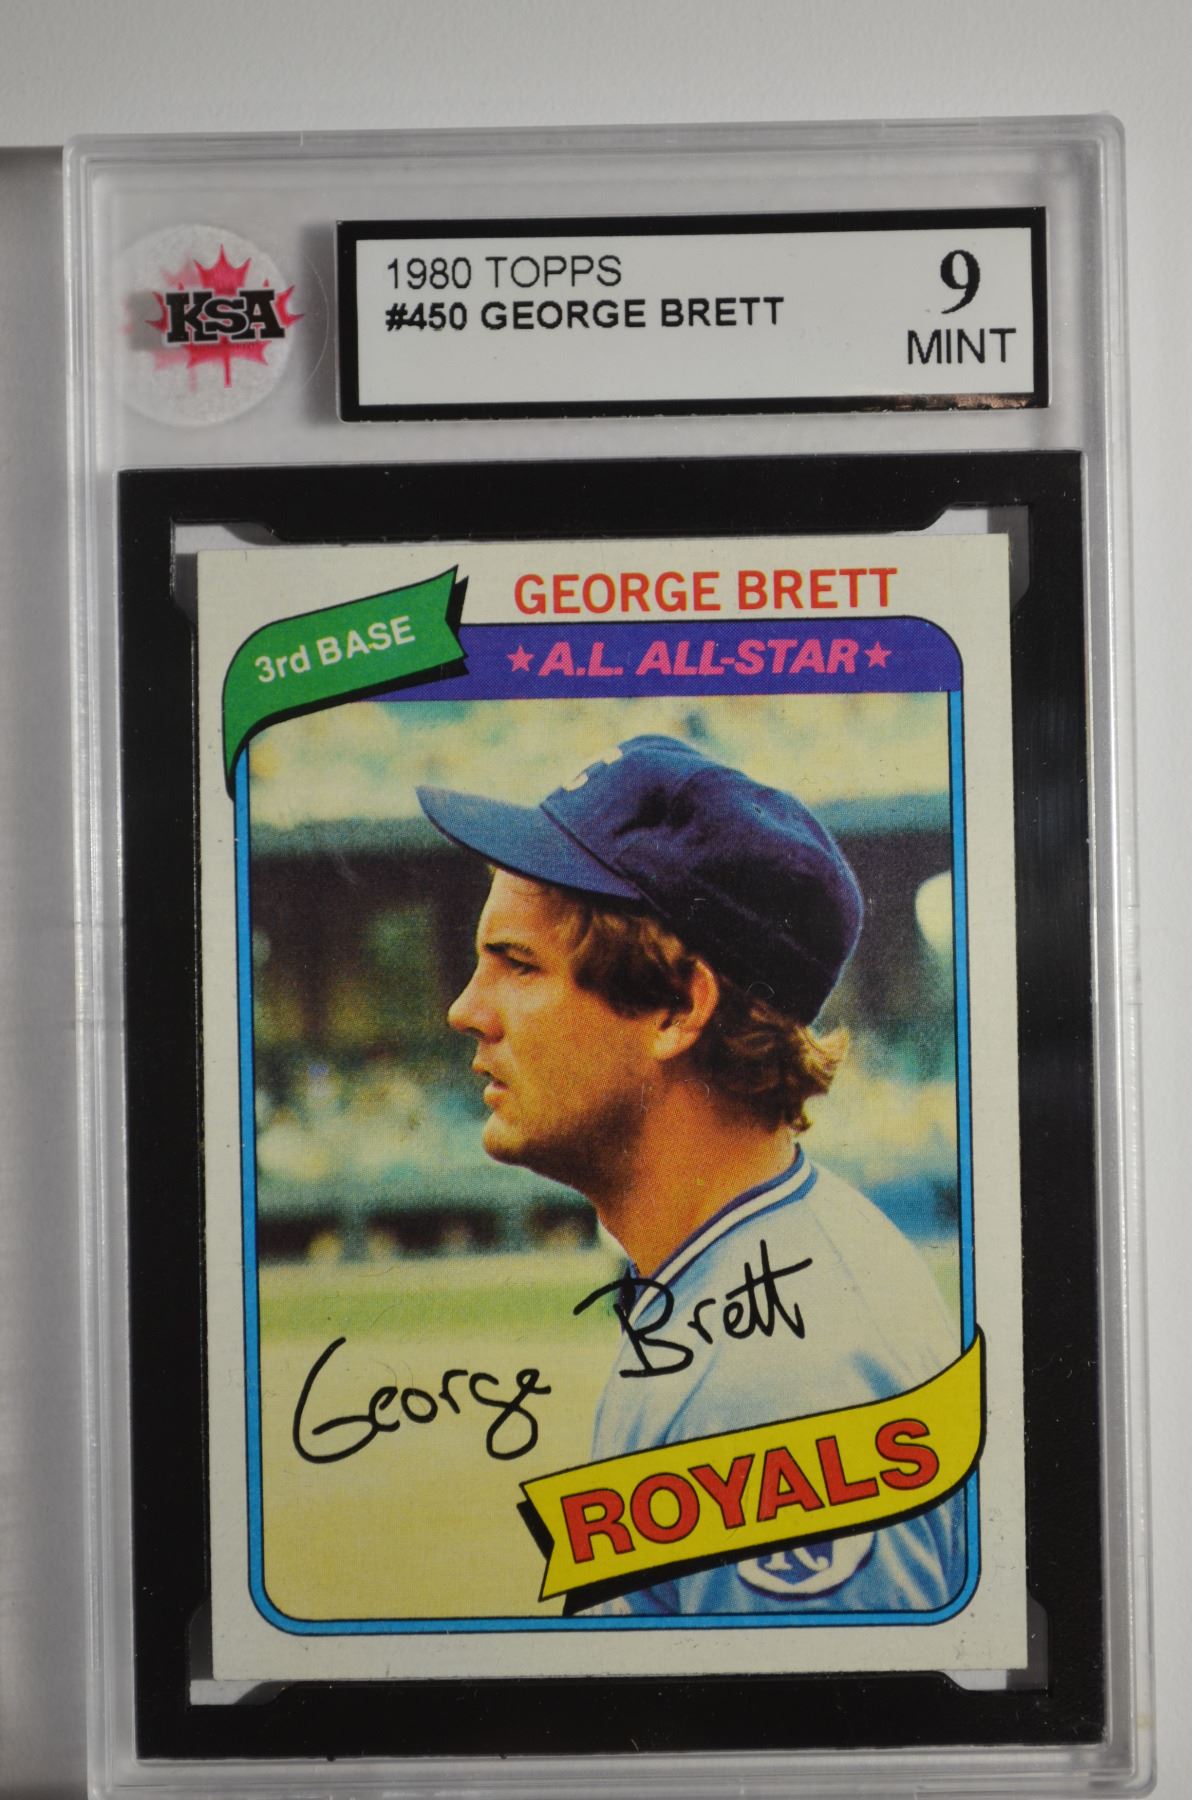 KSA
1980 TOPPS
#450 GEORGE BRETT
9
MINT
GEORGE BRETT
3rd BASE
★A.L. ALL-STAR★
George Brett
ROYALS
R